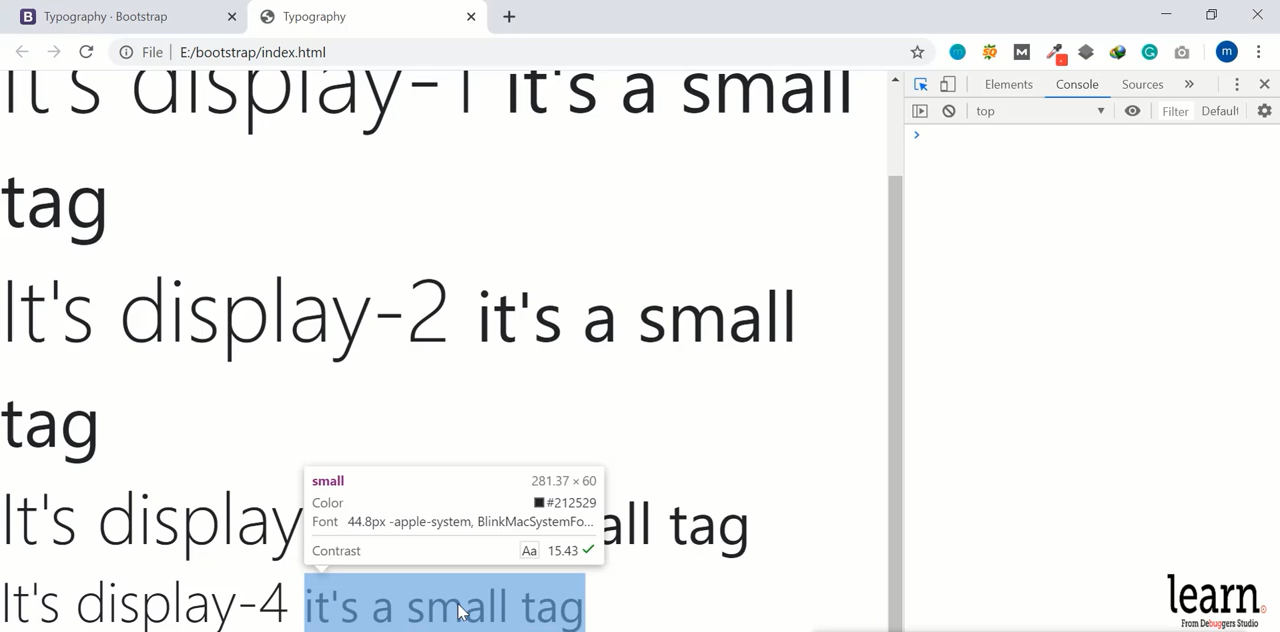 Typography · Bootstrap
Typography
File E:/bootstrap/index.html
m
It's display-1 it's a small
tag
It's display-2 it's a small
tag
It's display all tag
It's display-4 it's a small tag
small 281.37 × 60
Color #212529
Font 44.8px -apple-system, BlinkMacSystemFo...
Contrast Aa 15.43
Elements Console Sources
top Filter Default
learn
From Debuggers Studio